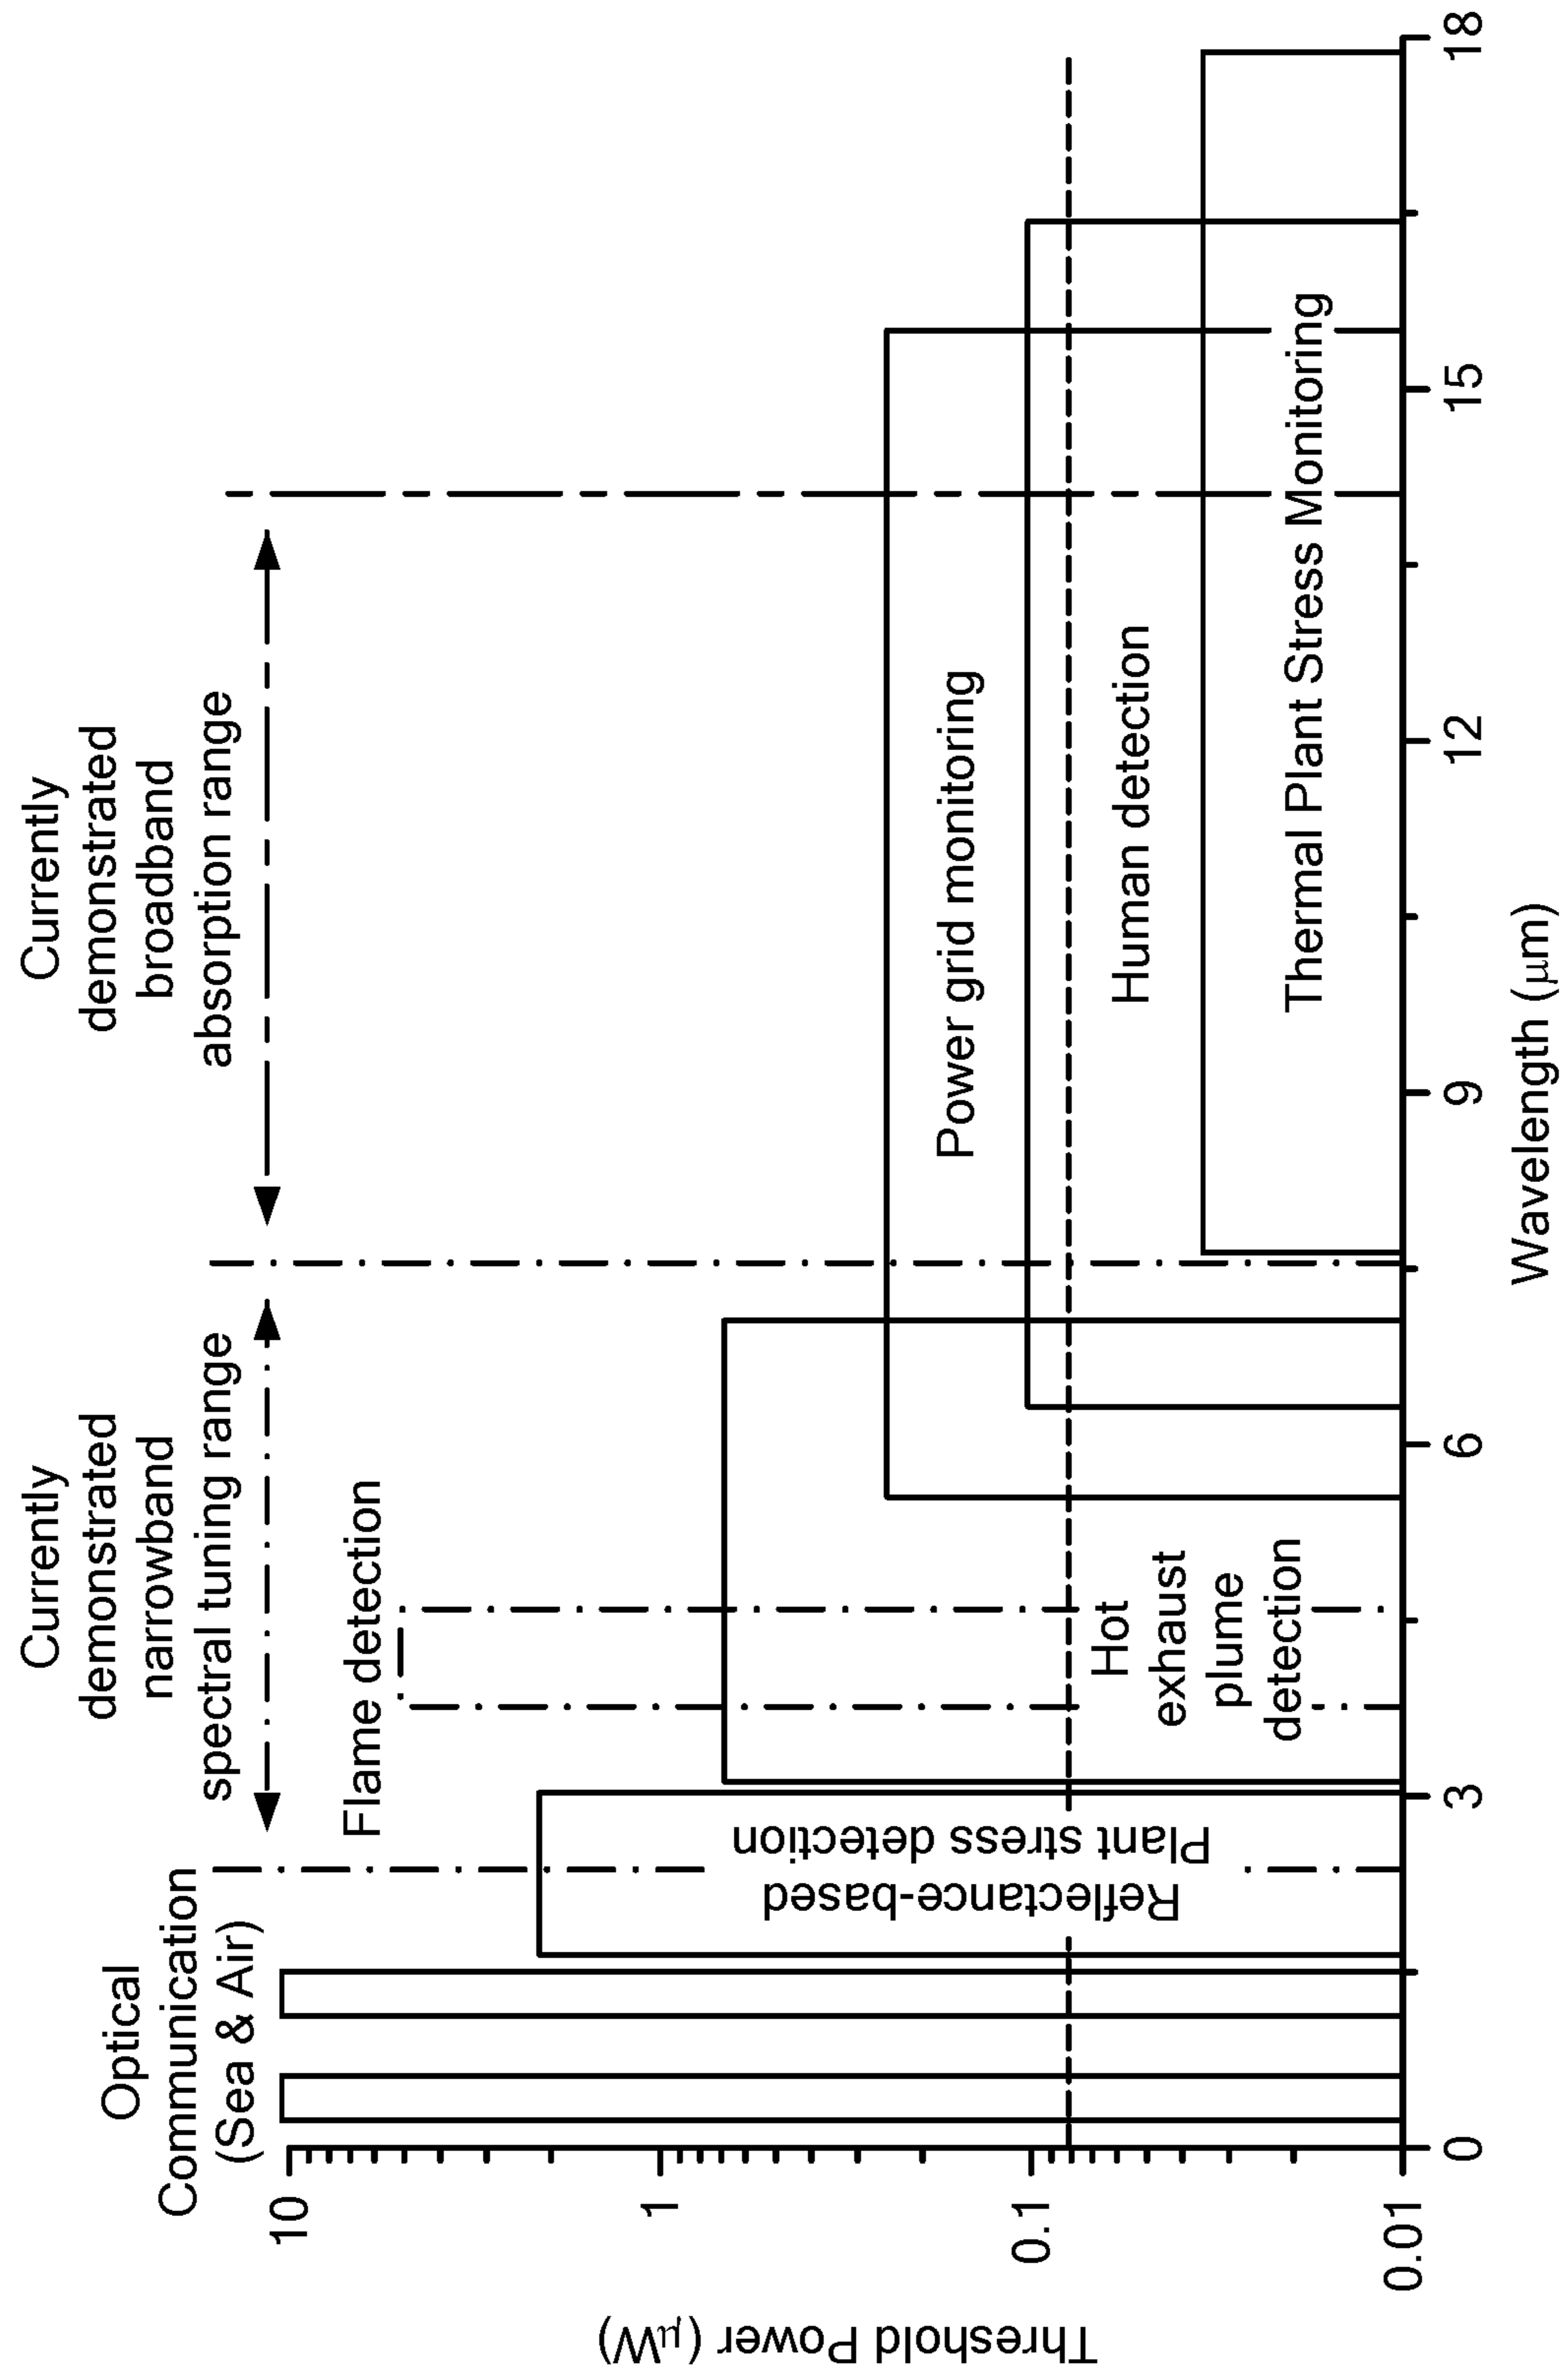 Optical
Communication
(Sea & Air)
Currently
demonstrated
narrowband
spectral tuning range
Currently
demonstrated
broadband
absorption range
Flame detection
Reflectance-based
Plant stress detection
Hot
exhaust
plume
detection
Power grid monitoring
Human detection
Thermal Plant Stress Monitoring
Threshold Power (μW)
10
1
0.1
0.01
0
3
6
9
12
15
18
Wavelength (μm)